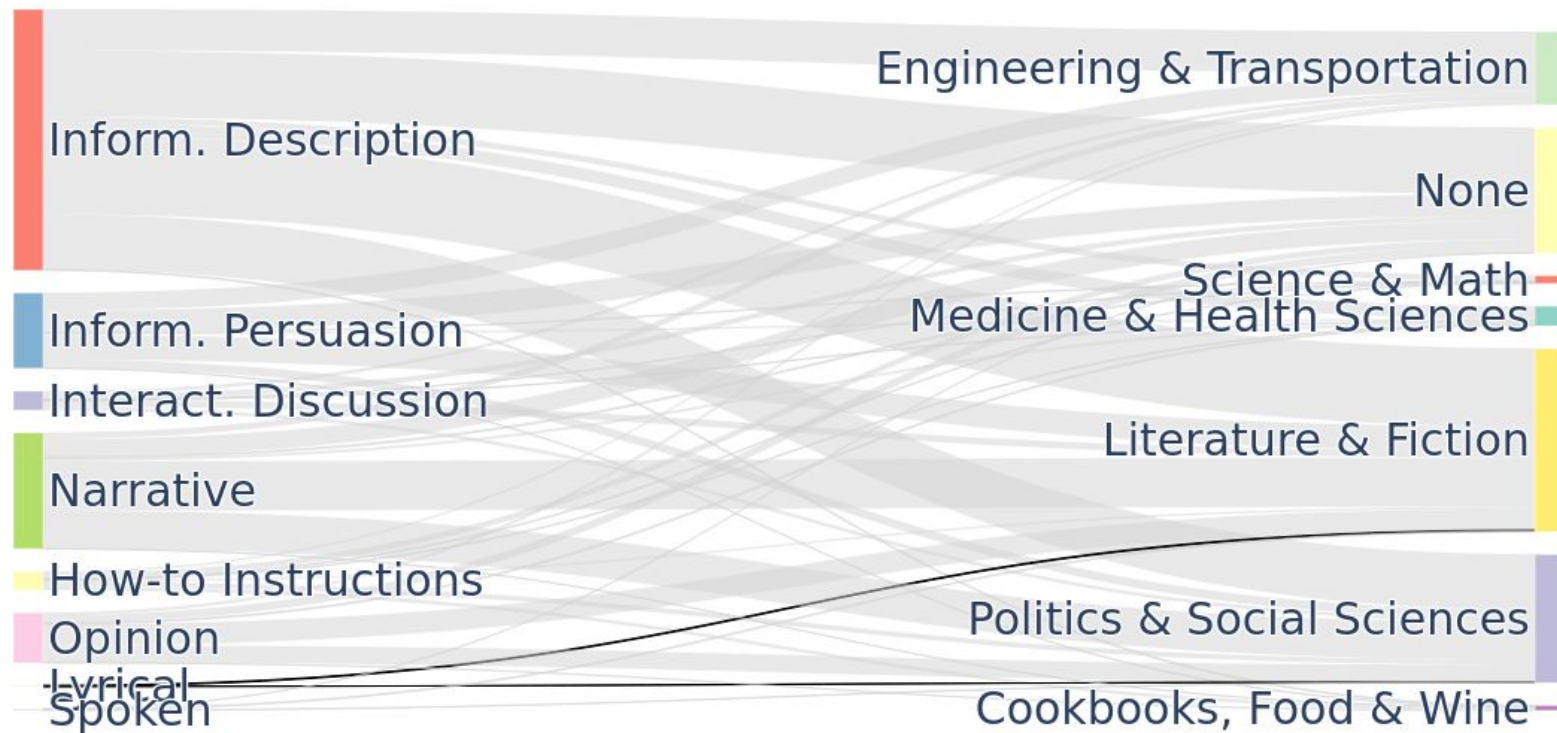 Inform. Description
Inform. Persuasion
Interact. Discussion
Narrative
How-to Instructions
Opinion
Lyrical
Spoken
Engineering & Transportation
None
Science & Math
Medicine & Health Sciences
Literature & Fiction
Politics & Social Sciences
Cookbooks, Food & Wine